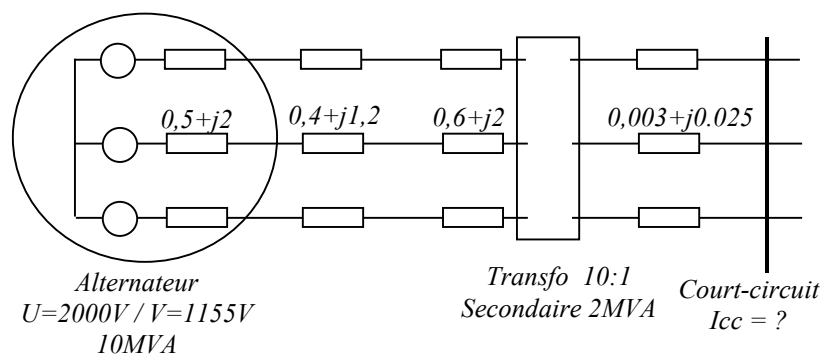 0,5+j2
0,4+j1,2
0,6+j2
0,003+j0.025
Alternateur
U=2000V / V=1155V
10MVA
Transfo 10:1
Secondaire 2MVA
Court-circuit
Icc = ?